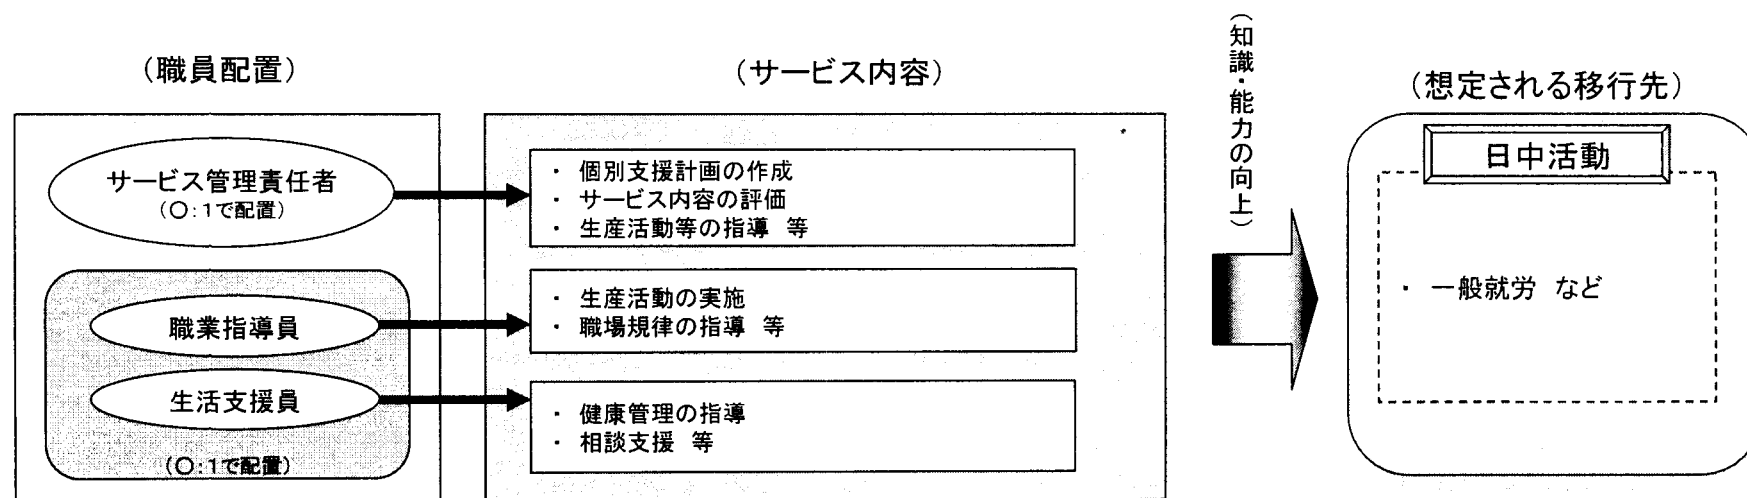 (職員配置)
サービス管理責任者
(〇:1で配置)
職業指導員
生活支援員
(〇:1で配置)
(サービス内容)
・ 個別支援計画の作成
・ サービス内容の評価
・ 生産活動等の指導 等
・ 生産活動の実施
・ 職場規律の指導 等
・ 健康管理の指導
・ 相談支援 等
(知識・能力の向上)
(想定される移行先)
日中活動
・ 一般就労 など